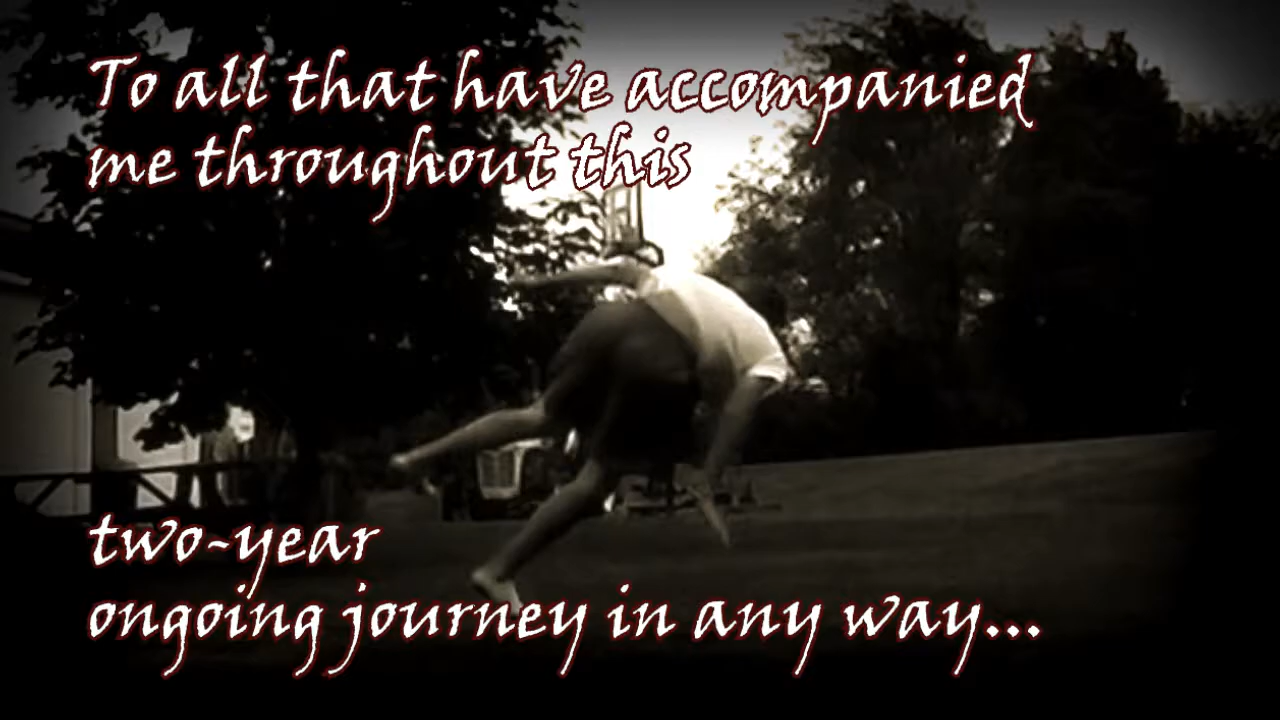 To all that have accompanied
me throughout this
two-year
ongoing journey in any way...